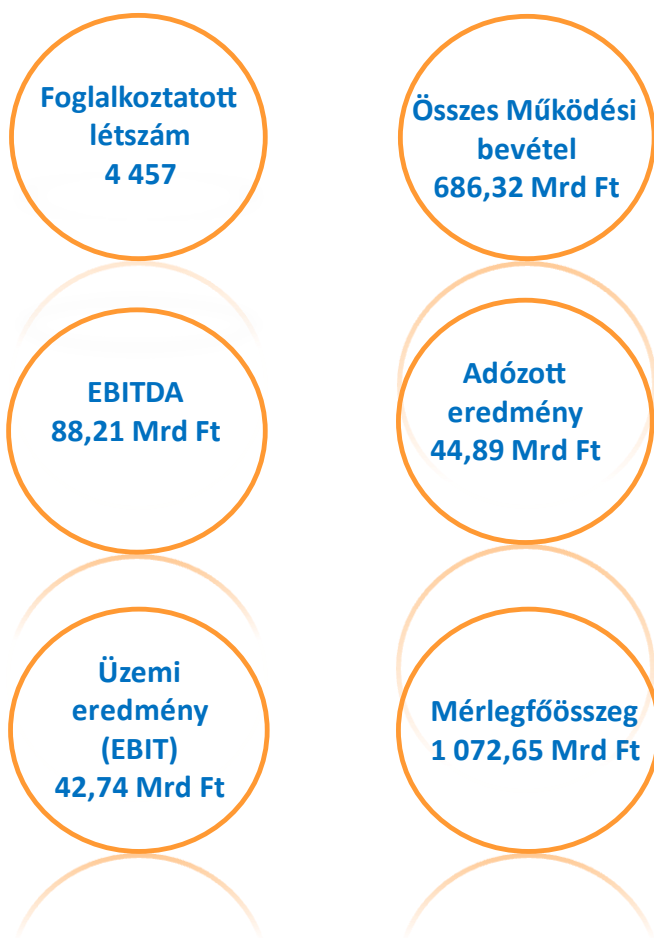 Foglalkoztatott
létszám
4 457
Összes Működési
bevétel
686,32 Mrd Ft
EBITDA
88,21 Mrd Ft
Adózott
eredmény
44,89 Mrd Ft
Üzemi
eredmény
(EBIT)
42,74 Mrd Ft
Mérlegfőösszeg
1 072,65 Mrd Ft